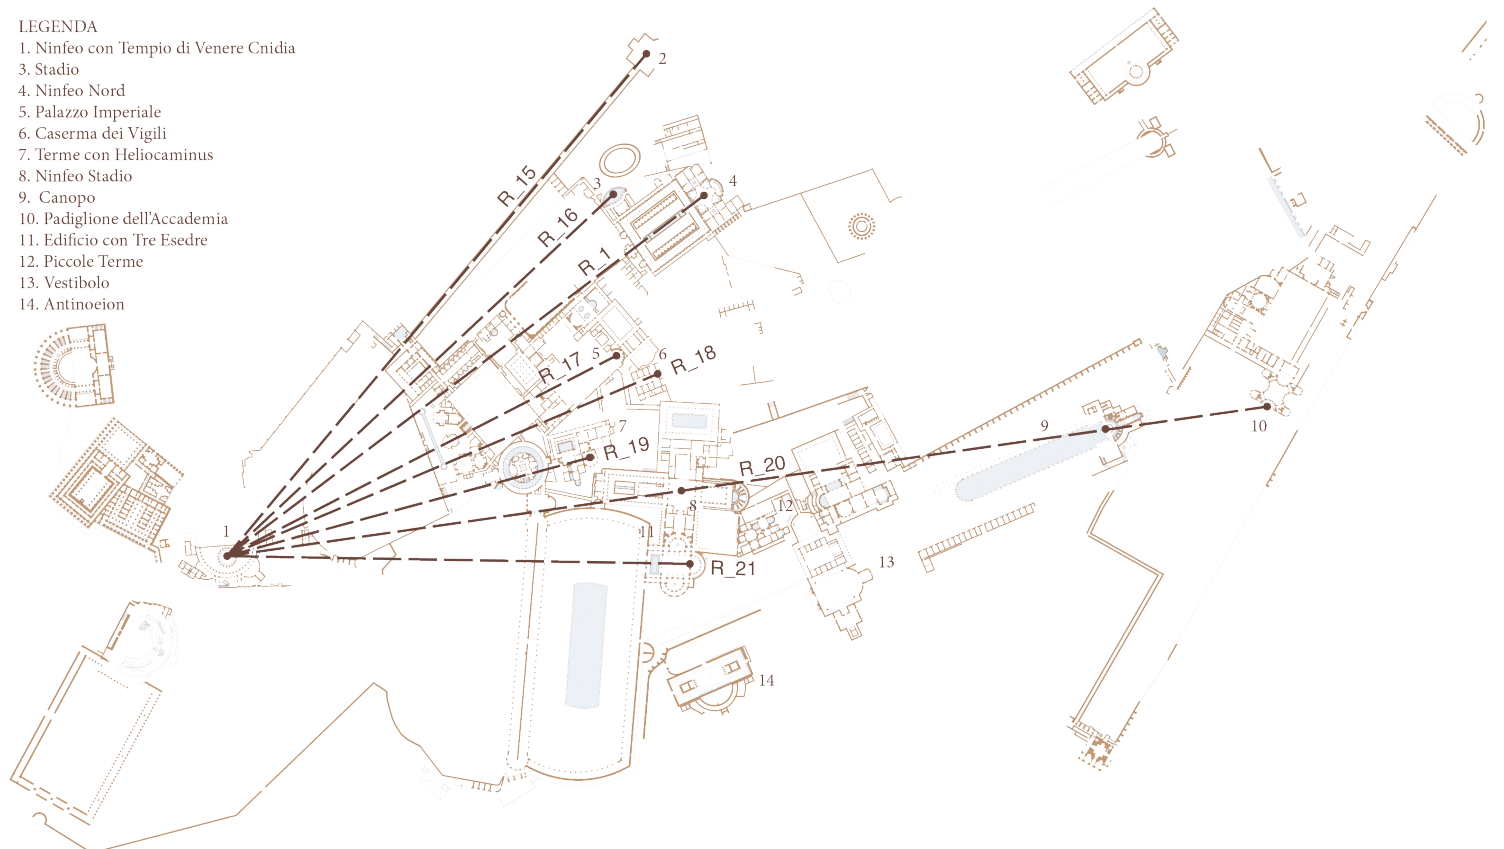 LEGENDA
1. Ninfeo con Tempio di Venere Cnidia
3. Stadio
4. Ninfeo Nord
5. Palazzo Imperiale
6. Caserma dei Vigili
7. Terme con Heliocaminus
8. Ninfeo Stadio
9. Canopo
10. Padiglione dell'Accademia
11. Edificio con Tre Esedre
12. Piccole Terme
13. Vestibolo
14. Antinoeion
2
R_15
3
4
R_16
R_1
5
6
R_17
R_18
7
9
10
R_19
R_20
8
12
1
11
13
R_21
14